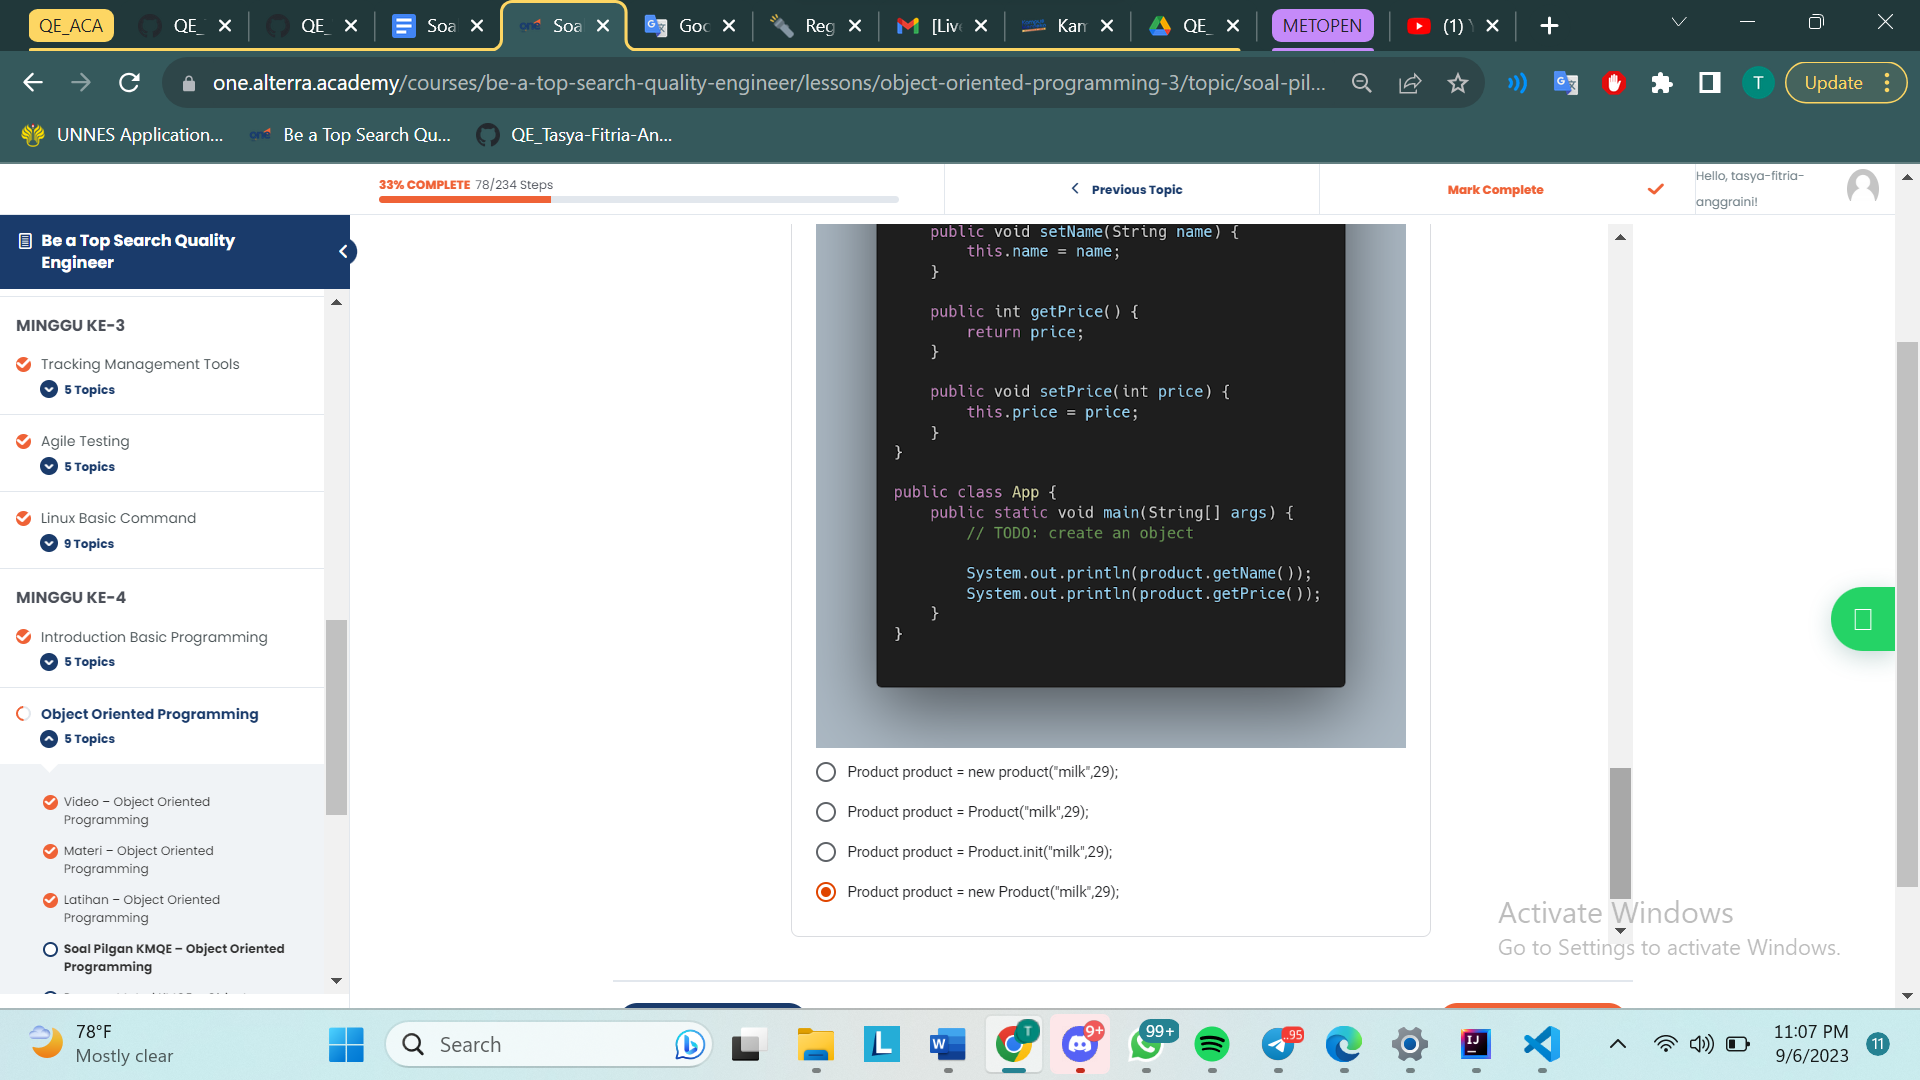 QE_ACA
QE_
QE_
Soa
Soa
Goo
Reg
[Liv
Kam
QE_
METOPEN
(1) Y
one.alterra.academy/courses/be-a-top-search-quality-engineer/lessons/object-oriented-programming-3/topic/soal-pil...
T
Update
UNNES Application...
one
Be a Top Search Qu...
QE_Tasya-Fitria-An...
33% COMPLETE 78/234 Steps
Previous Topic
Mark Complete
Hello, tasya-fitria-
anggraini!
Be a Top Search Quality
Engineer
MINGGU KE-3
Tracking Management Tools
5 Topics
Agile Testing
5 Topics
Linux Basic Command
9 Topics
MINGGU KE-4
Introduction Basic Programming
5 Topics
Object Oriented Programming
5 Topics
Video – Object Oriented
Programming
Materi – Object Oriented
Programming
Latihan – Object Oriented
Programming
Soal Pilgan KMQE – Object Oriented
Programming
public void setName(String name) {
this.name = name;
}
public int getPrice() {
return price;
}
public void setPrice(int price) {
this.price = price;
}
}
public class App {
public static void main(String[] args) {
// TODO: create an object
System.out.println(product.getName());
System.out.println(product.getPrice());
}
}
Product product = new product("milk",29);
Product product = Product("milk",29);
Product product = Product.init("milk",29);
Product product = new Product("milk",29);
Activate Windows
Go to Settings to activate Windows.
78°F
Mostly clear
Search
L
W
T
9+
99+
95
IJ
11:07 PM
9/6/2023
11